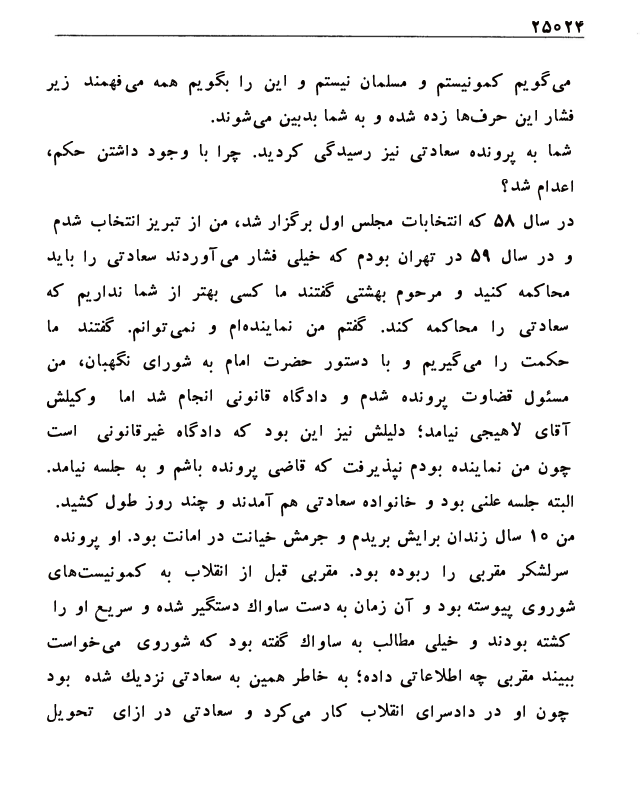 ۲۵۰۲۴
می‌گویم کمونیستم و مسلمان نیستم و این را بگویم همه می‌فهمند زیر
فشار این حرف‌ها زده شده و به شما بدبین می‌شوند.
شما به پرونده سعادتی نیز رسیدگی کردید. چرا با وجود داشتن حکم،
اعدام شد؟
در سال ۵۸ که انتخابات مجلس اول برگزار شد، من از تبریز انتخاب شدم
و در سال ۵۹ در تهران بودم که خیلی فشار می‌آوردند سعادتی را باید
محاکمه کنید و مرحوم بهشتی گفتند ما کسی بهتر از شما نداریم که
سعادتی را محاکمه کند. گفتم من نماینده‌ام و نمی‌توانم. گفتند ما
حکمت را می‌گیریم و با دستور حضرت امام به شورای نگهبان، من
مسئول قضاوت پرونده شدم و دادگاه قانونی انجام شد اما وکیلش
آقای لاهیجی نیامد؛ دلیلش نیز این بود که دادگاه غیرقانونی است
چون من نماینده بودم نپذیرفت که قاضی پرونده باشم و به جلسه نیامد.
البته جلسه علنی بود و خانواده سعادتی هم آمدند و چند روز طول کشید.
من ۱۰ سال زندان برایش بریدم و جرمش خیانت در امانت بود. او پرونده
سرلشکر مقربی را ربوده بود. مقربی قبل از انقلاب به کمونیست‌های
شوروی پیوسته بود و آن زمان به دست ساواک دستگیر شده و سریع او را
کشته بودند و خیلی مطالب به ساواک گفته بود که شوروی می‌خواست
ببیند مقربی چه اطلاعاتی داده؛ به خاطر همین به سعادتی نزدیک شده بود
چون او در دادسرای انقلاب کار می‌کرد و سعادتی در ازای تحویل